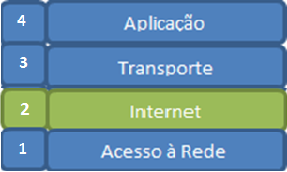 4 Aplicação
3 Transporte
2 Internet
1 Acesso à Rede